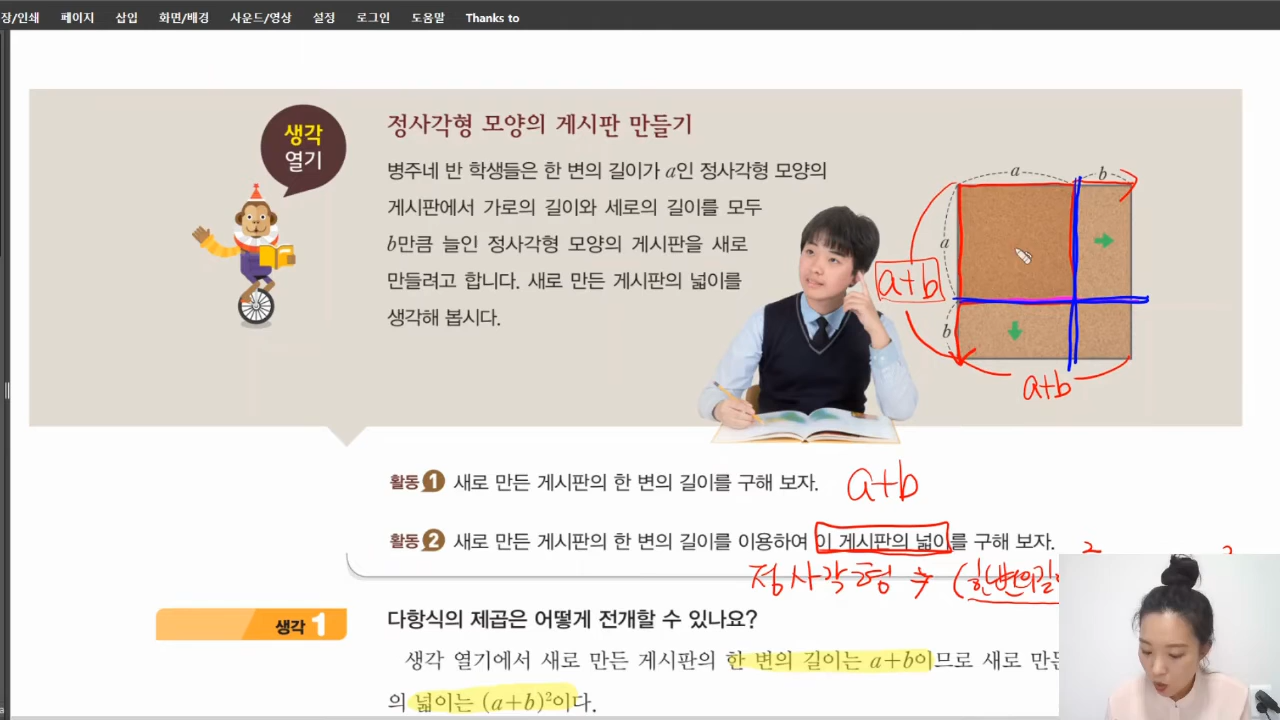 장/인쇄 페이지 삽입 화면/배경 사운드/영상 설정 로그인 도움말 Thanks to
생각
열기
정사각형 모양의 게시판 만들기
병주네 반 학생들은 한 변의 길이가 a인 정사각형 모양의
게시판에서 가로의 길이와 세로의 길이를 모두
b만큼 늘인 정사각형 모양의 게시판을 새로
만들려고 합니다. 새로 만든 게시판의 넓이를
생각해 봅시다.
a b
a
a+b
b
a+b
활동 1 새로 만든 게시판의 한 변의 길이를 구해 보자. a+b
활동 2 새로 만든 게시판의 한 변의 길이를 이용하여 이 게시판의 넓이를 구해 보자.
정사각형 ⇒ (한 변의 길 2
생각 1 다항식의 제곱은 어떻게 전개할 수 있나요?
생각 열기에서 새로 만든 게시판의 한 변의 길이는 a+b이므로 새로 만든
의 넓이는 (a+b)²이다.